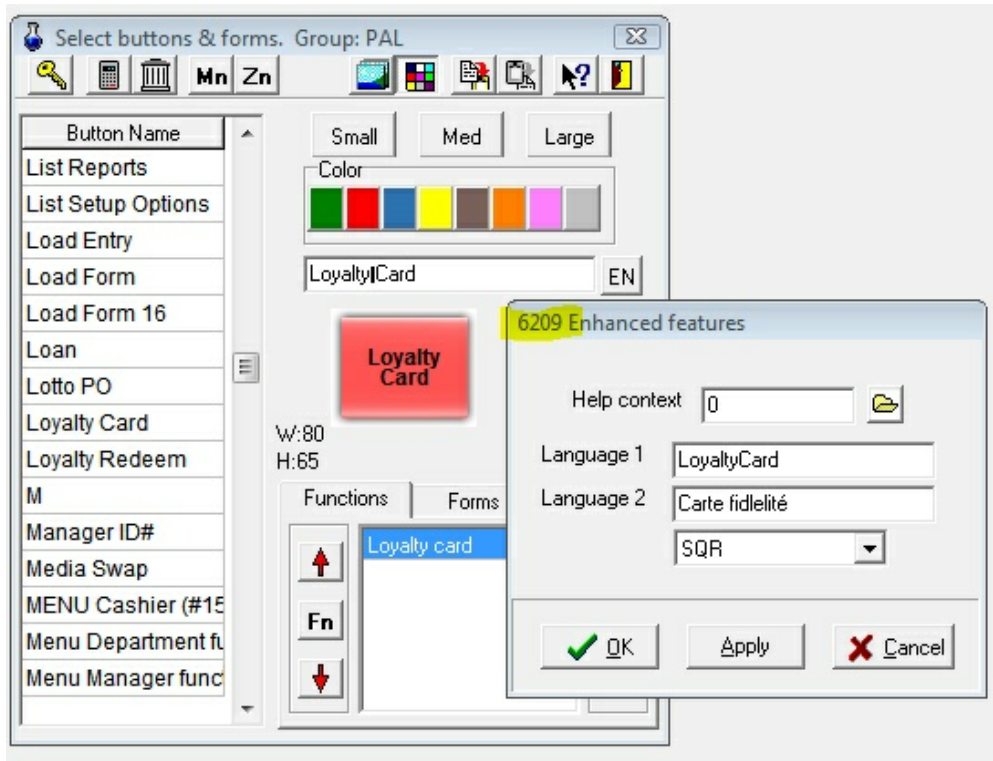 Select buttons & forms. Group: PAL
Mn Zn
Button Name
List Reports
List Setup Options
Load Entry
Load Form
Load Form 16
Loan
Lotto PO
Loyalty Card
Loyalty Redeem
M
Manager ID#
Media Swap
MENU Cashier (#15
Menu Department fu
Menu Manager func
Small Med Large
Color
Loyalty|Card EN
Loyalty
Card
W:80
H:65
Functions Forms
Loyalty card
Fn
6209 Enhanced features
Help context 0
Language 1 LoyaltyCard
Language 2 Carte fidlelité
SQR
OK Apply Cancel